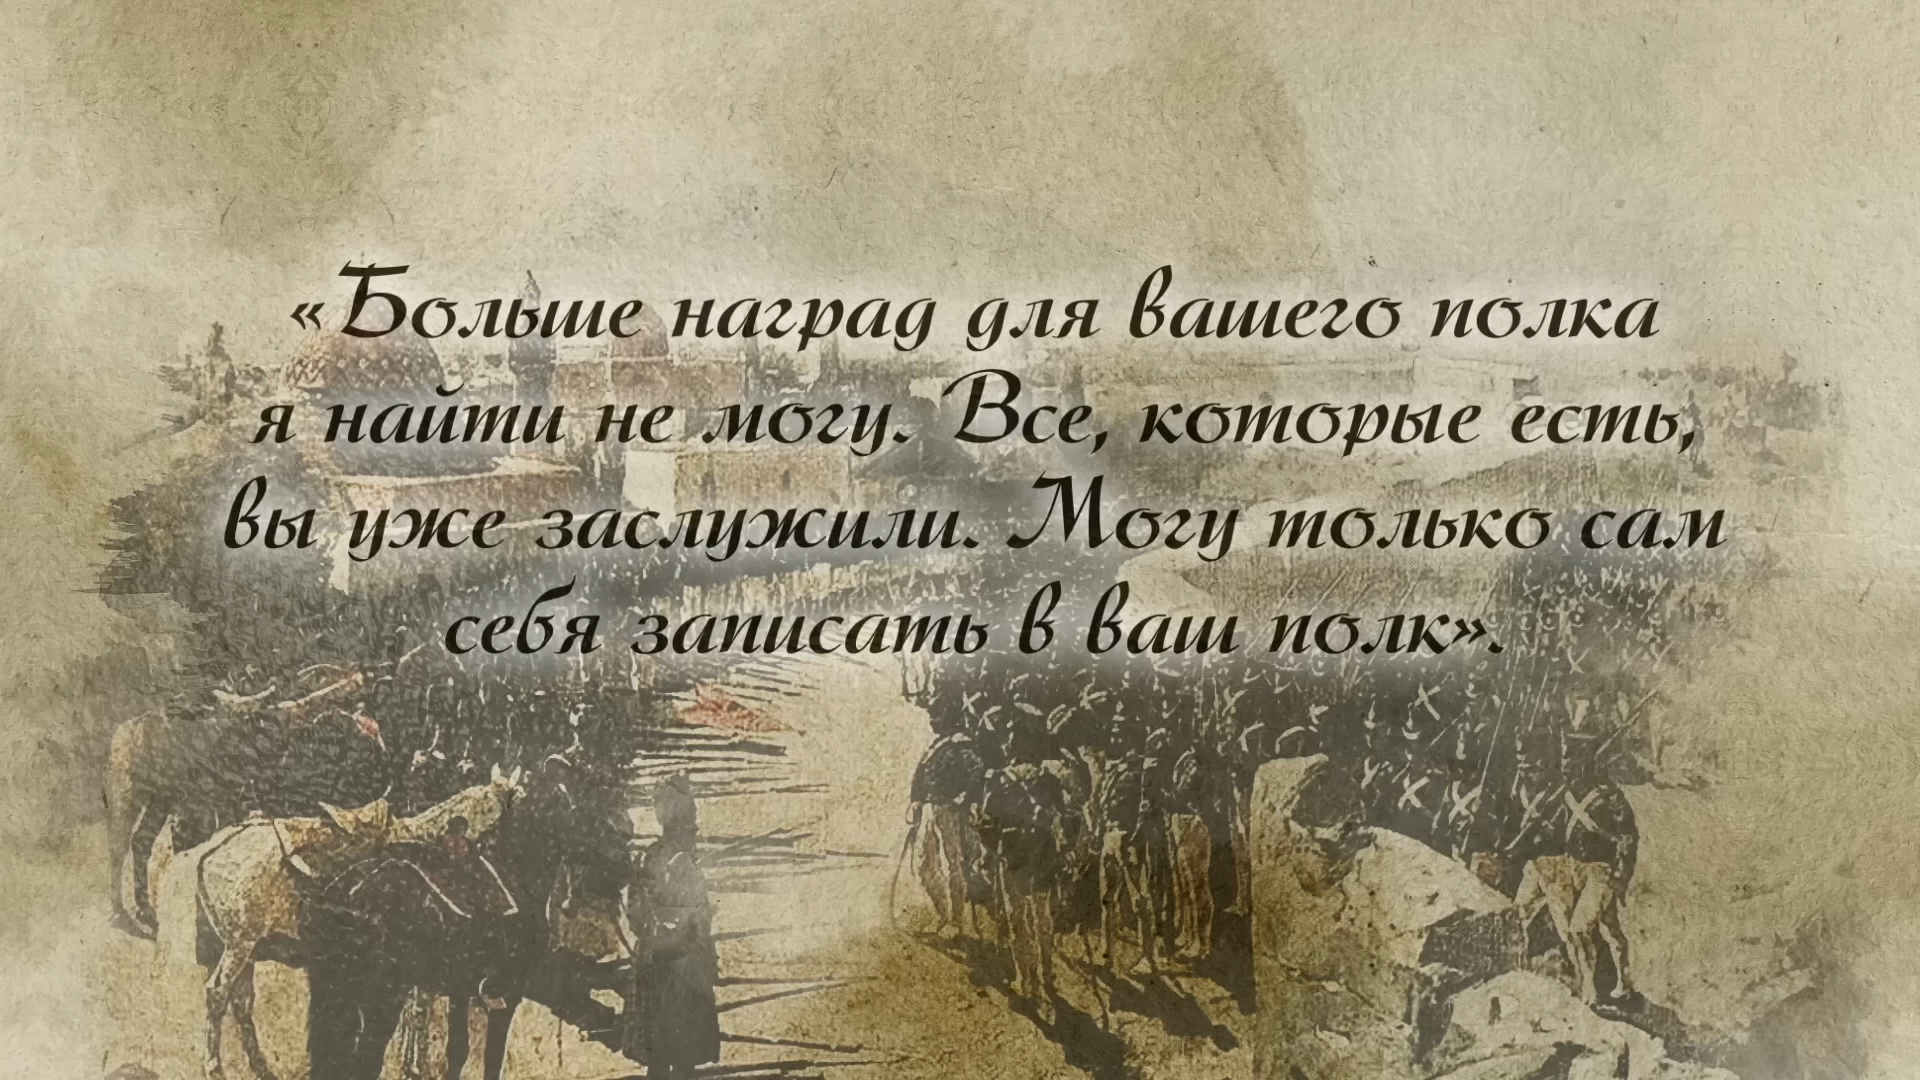 «Больше наград для вашего полка
я найти не могу. Все, которые есть,
вы уже заслужили. Могу только сам
себя записать в ваш полк».